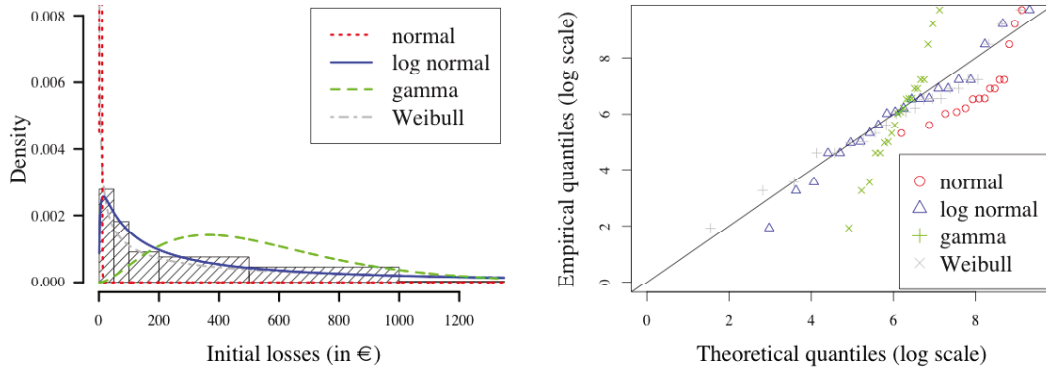 normal
log normal
gamma
Weibull
Density
0.008
0.006
0.004
0.002
0.000
0 200 400 600 800 1000 1200
Initial losses (in €)
Empirical quantiles (log scale)
8
6
4
2
0
normal
log normal
gamma
Weibull
0 2 4 6 8
Theoretical quantiles (log scale)